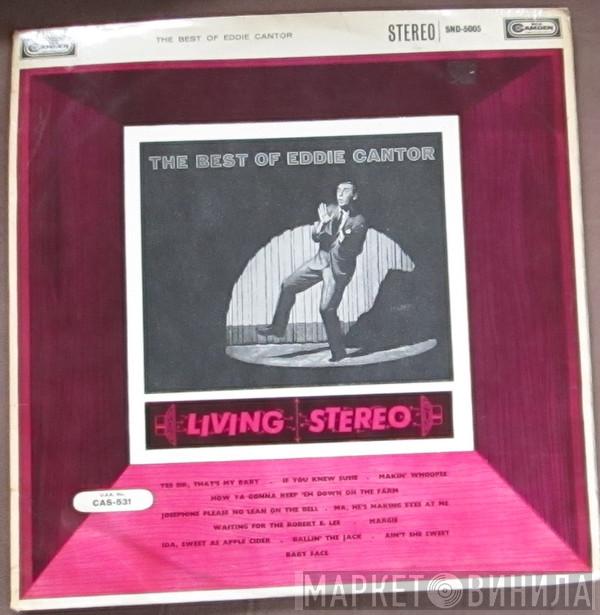 CAMDEN
THE BEST OF EDDIE CANTOR
STEREO SND-5005
RCA CAMDEN
THE BEST OF EDDIE CANTOR
LIVING STEREO
YES SIR, THAT'S MY BABY · IF YOU KNEW SUSIE · MAKIN' WHOOPEE
HOW YA GONNA KEEP 'EM DOWN ON THE FARM
JOSEPHINE PLEASE NO LEAN ON THE BELL · MA, HE'S MAKING EYES AT ME
WAITING FOR THE ROBERT E. LEE · MARGIE
IDA, SWEET AS APPLE CIDER · BALLIN' THE JACK · AIN'T SHE SWEET
BABY FACE
U.S.A. No.
CAS-531
МАРКЕТ ВИНИЛА